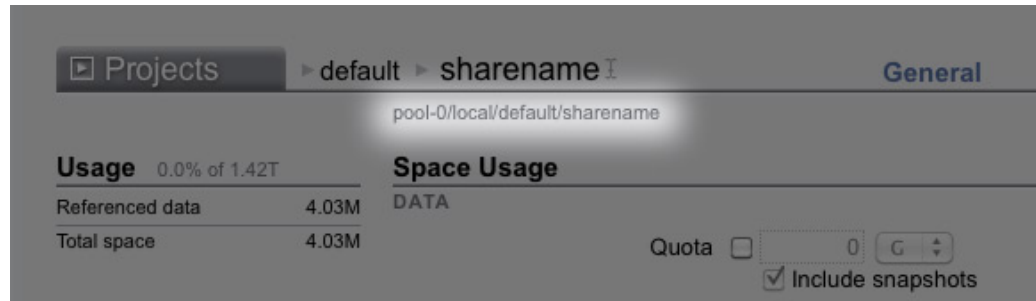 Projects default sharename General
pool-0/local/default/sharename
Usage 0.0% of 1.42T Space Usage
Referenced data 4.03M DATA
Total space 4.03M
Quota 0 G
Include snapshots